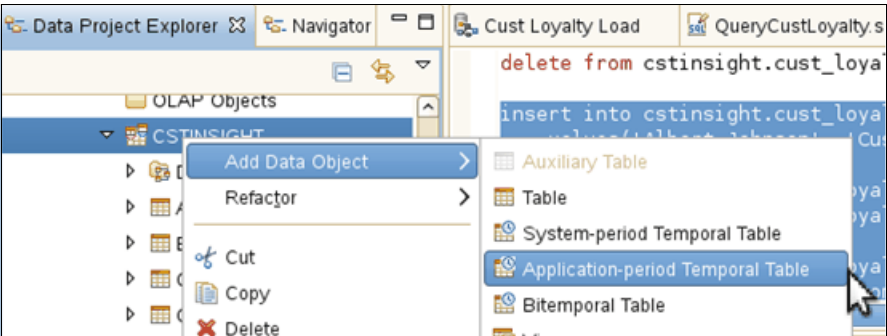 Data Project Explorer
Navigator
Cust Loyalty Load
QueryCustLoyalty.s
delete from cstinsight.cust_loya
OLAP Objects
insert into cstinsight.cust_loya
CSTINSIGHT
Add Data Object
Auxiliary Table
Refactor
Table
System-period Temporal Table
Cut
Application-period Temporal Table
Copy
Bitemporal Table
Delete